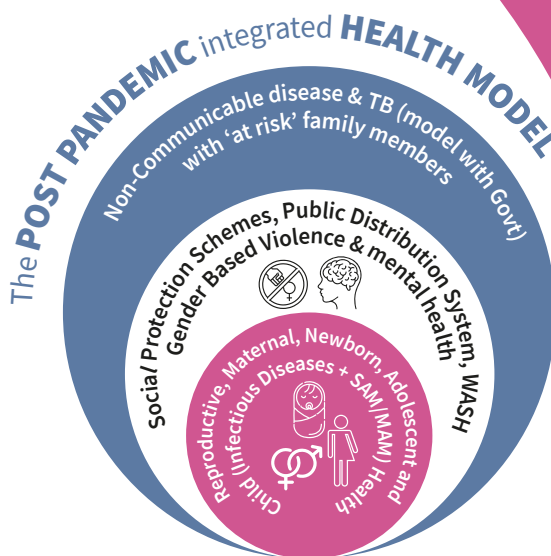 The POST PANDEMIC integrated HEALTH MODEL
Non-Communicable disease & TB (model with Govt)
with ‘at risk’ family members
Social Protection Schemes, Public Distribution System, WASH
Gender Based Violence & mental health
Reproductive, Maternal, Newborn, Adolescent and
Child (Infectious Diseases + SAM/MAM) Health